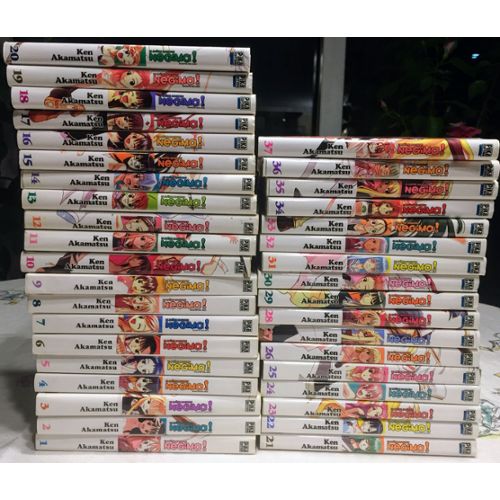 20 Ken Akamatsu NeGiMa!
19 Ken Akamatsu NeGiMa!
18 Ken Akamatsu NeGiMa!
17 Ken Akamatsu NeGiMa!
16 Ken Akamatsu NeGiMa!
15 Ken Akamatsu NeGiMa!
14 Ken Akamatsu NeGiMa!
13 Ken Akamatsu NeGiMa!
12 Ken Akamatsu NeGiMa!
11 Ken Akamatsu NeGiMa!
10 Ken Akamatsu NeGiMa!
9 Ken Akamatsu NeGiMa!
8 Ken Akamatsu NeGiMa!
7 Ken Akamatsu NeGiMa!
6 Ken Akamatsu NeGiMa!
5 Ken Akamatsu NeGiMa!
4 Ken Akamatsu NeGiMa!
3 Ken Akamatsu NeGiMa!
2 Ken Akamatsu NeGiMa!
1 Ken Akamatsu NeGiMa!
37 Ken Akamatsu NeGiMa!
36 Ken Akamatsu NeGiMa!
35 Ken Akamatsu NeGiMa!
34 Ken Akamatsu NeGiMa!
33 Ken Akamatsu NeGiMa!
32 Ken Akamatsu NeGiMa!
31 Ken Akamatsu NeGiMa!
30 Ken Akamatsu NeGiMa!
29 Ken Akamatsu NeGiMa!
28 Ken Akamatsu NeGiMa!
Ken Akamatsu NeGiMa!
26 Ken Akamatsu NeGiMa!
25 Ken Akamatsu NeGiMa!
24 Ken Akamatsu NeGiMa!
23 Ken Akamatsu NeGiMa!
22 Ken Akamatsu NeGiMa!
21 Ken Akamatsu NeGiMa!